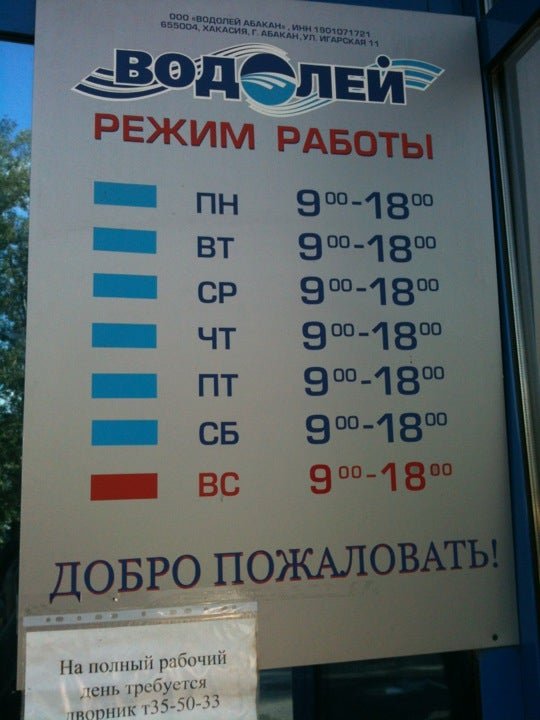 ООО «ВОДОЛЕЙ АБАКАН», ИНН 1901071721
655004, ХАКАСИЯ, Г. АБАКАН, УЛ. ИГАРСКАЯ 11
ВОДОЛЕЙ
РЕЖИМ РАБОТЫ
ПН 9⁰⁰-18⁰⁰
ВТ 9⁰⁰-18⁰⁰
СР 9⁰⁰-18⁰⁰
ЧТ 9⁰⁰-18⁰⁰
ПТ 9⁰⁰-18⁰⁰
СБ 9⁰⁰-18⁰⁰
ВС 9⁰⁰-18⁰⁰
ДОБРО ПОЖАЛОВАТЬ!
На полный рабочий
день требуется
дворник т35-50-33